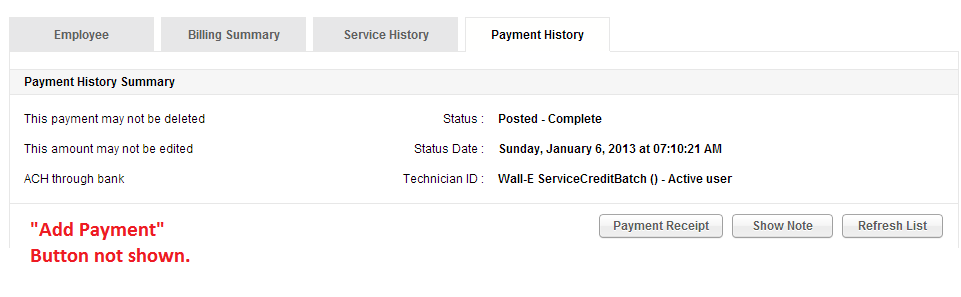 Employee
Billing Summary
Service History
Payment History
Payment History Summary
This payment may not be deleted
Status : Posted - Complete
This amount may not be edited
Status Date : Sunday, January 6, 2013 at 07:10:21 AM
ACH through bank
Technician ID : Wall-E ServiceCreditBatch () - Active user
"Add Payment"
Button not shown.
Payment Receipt
Show Note
Refresh List